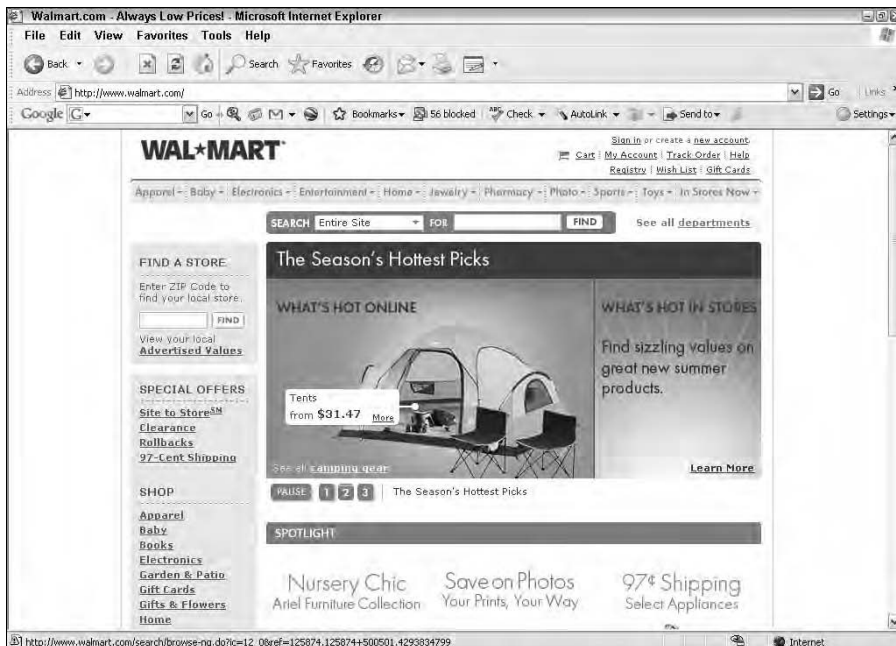 Walmart.com - Always Low Prices! - Microsoft Internet Explorer
File Edit View Favorites Tools Help
Back Search Favorites
Address http://www.walmart.com/ Go Links
Google G Go Bookmarks 56 blocked ABC Check AutoLink Send to Settings
WAL★MART
Sign in or create a new account.
Cart | My Account | Track Order | Help
Registry | Wish List | Gift Cards
Apparel Baby Electronics Entertainment Home Jewelry Pharmacy Photo Sports Toys In Stores Now
SEARCH Entire Site FOR FIND See all departments
FIND A STORE
Enter ZIP Code to
find your local store.
FIND
View your local
Advertised Values
SPECIAL OFFERS
Site to Store SM
Clearance
Rollbacks
97-Cent Shipping
SHOP
Apparel
Baby
Books
Electronics
Garden & Patio
Gift Cards
Gifts & Flowers
Home
The Season's Hottest Picks
WHAT'S HOT ONLINE
Tents
from $31.47 More
See all camping gear
WHAT'S HOT IN STORES
Find sizzling values on
great new summer
products.
Learn More
PAUSE 1 2 3 | The Season's Hottest Picks
SPOTLIGHT
Nursery Chic
Ariel Furniture Collection
Save on Photos
Your Prints, Your Way
97¢ Shipping
Select Appliances
http://www.walmart.com/search/browse-ng.do?ic=12_0&ref=125874.125874+500501.4293834799 Internet